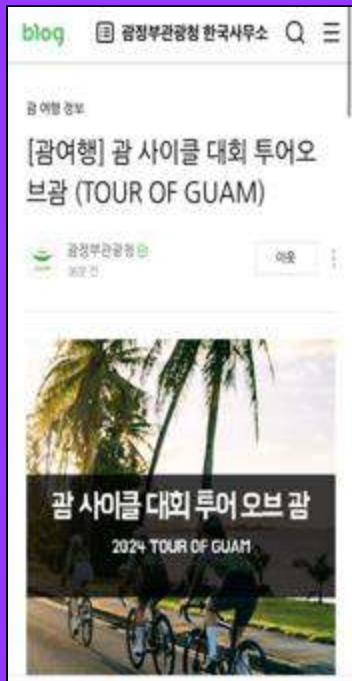 blog 괌정부관광청 한국사무소
괌 여행 정보
[괌여행] 괌 사이클 대회 투어오
브괌 (TOUR OF GUAM)
괌정부관광청
이웃
괌 사이클 대회 투어 오브 괌
2024 TOUR OF GUAM